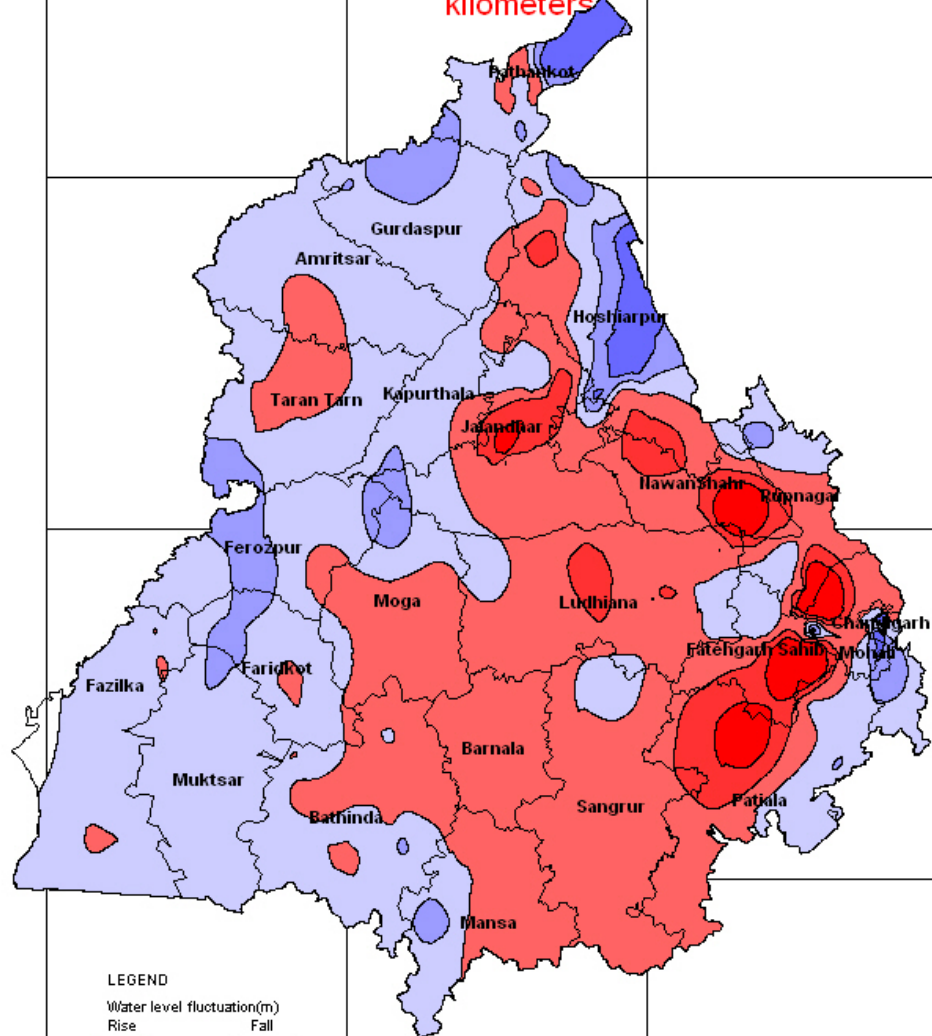 kilometers
Pathankot
Gurdaspur
Amritsar
Hoshiarpur
Kapurthala
Taran Tarn
Jalandhar
NawanShahr
Rupnagar
Ferozpur
Moga
Ludhiana
Chandigarh
Fatehgarh Sahib
Mohali
Faridkot
Fazilka
Barnala
Muktsar
Patiala
Sangrur
Bathinda
Mansa
LEGEND
Water level fluctuation(m)
Rise Fall